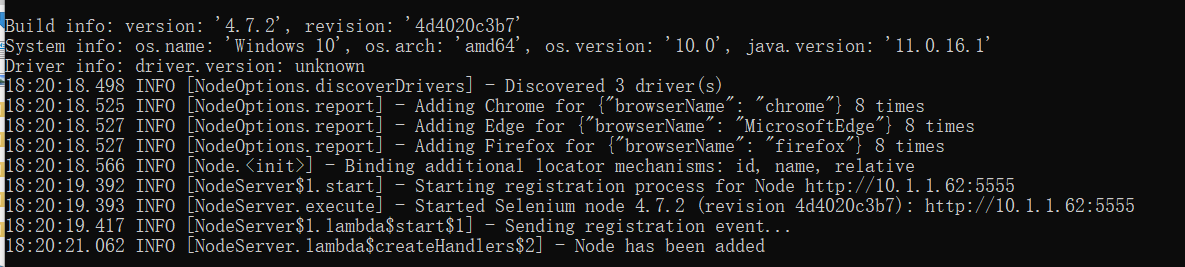 Build info: version: '4.7.2', revision: '4d4020c3b7'
System info: os.name: 'Windows 10', os.arch: 'amd64', os.version: '10.0', java.version: '11.0.16.1'
Driver info: driver.version: unknown
18:20:18.498 INFO [NodeOptions.discoverDrivers] - Discovered 3 driver(s)
18:20:18.525 INFO [NodeOptions.report] - Adding Chrome for {"browserName": "chrome"} 8 times
18:20:18.527 INFO [NodeOptions.report] - Adding Edge for {"browserName": "MicrosoftEdge"} 8 times
18:20:18.527 INFO [NodeOptions.report] - Adding Firefox for {"browserName": "firefox"} 8 times
18:20:18.566 INFO [Node.<init>] - Binding additional locator mechanisms: id, name, relative
18:20:19.392 INFO [NodeServer$1.start] - Starting registration process for Node http://10.1.1.62:5555
18:20:19.393 INFO [NodeServer.execute] - Started Selenium node 4.7.2 (revision 4d4020c3b7): http://10.1.1.62:5555
18:20:19.417 INFO [NodeServer$1.lambda$start$1] - Sending registration event...
18:20:21.062 INFO [NodeServer.lambda$createHandlers$2] - Node has been added